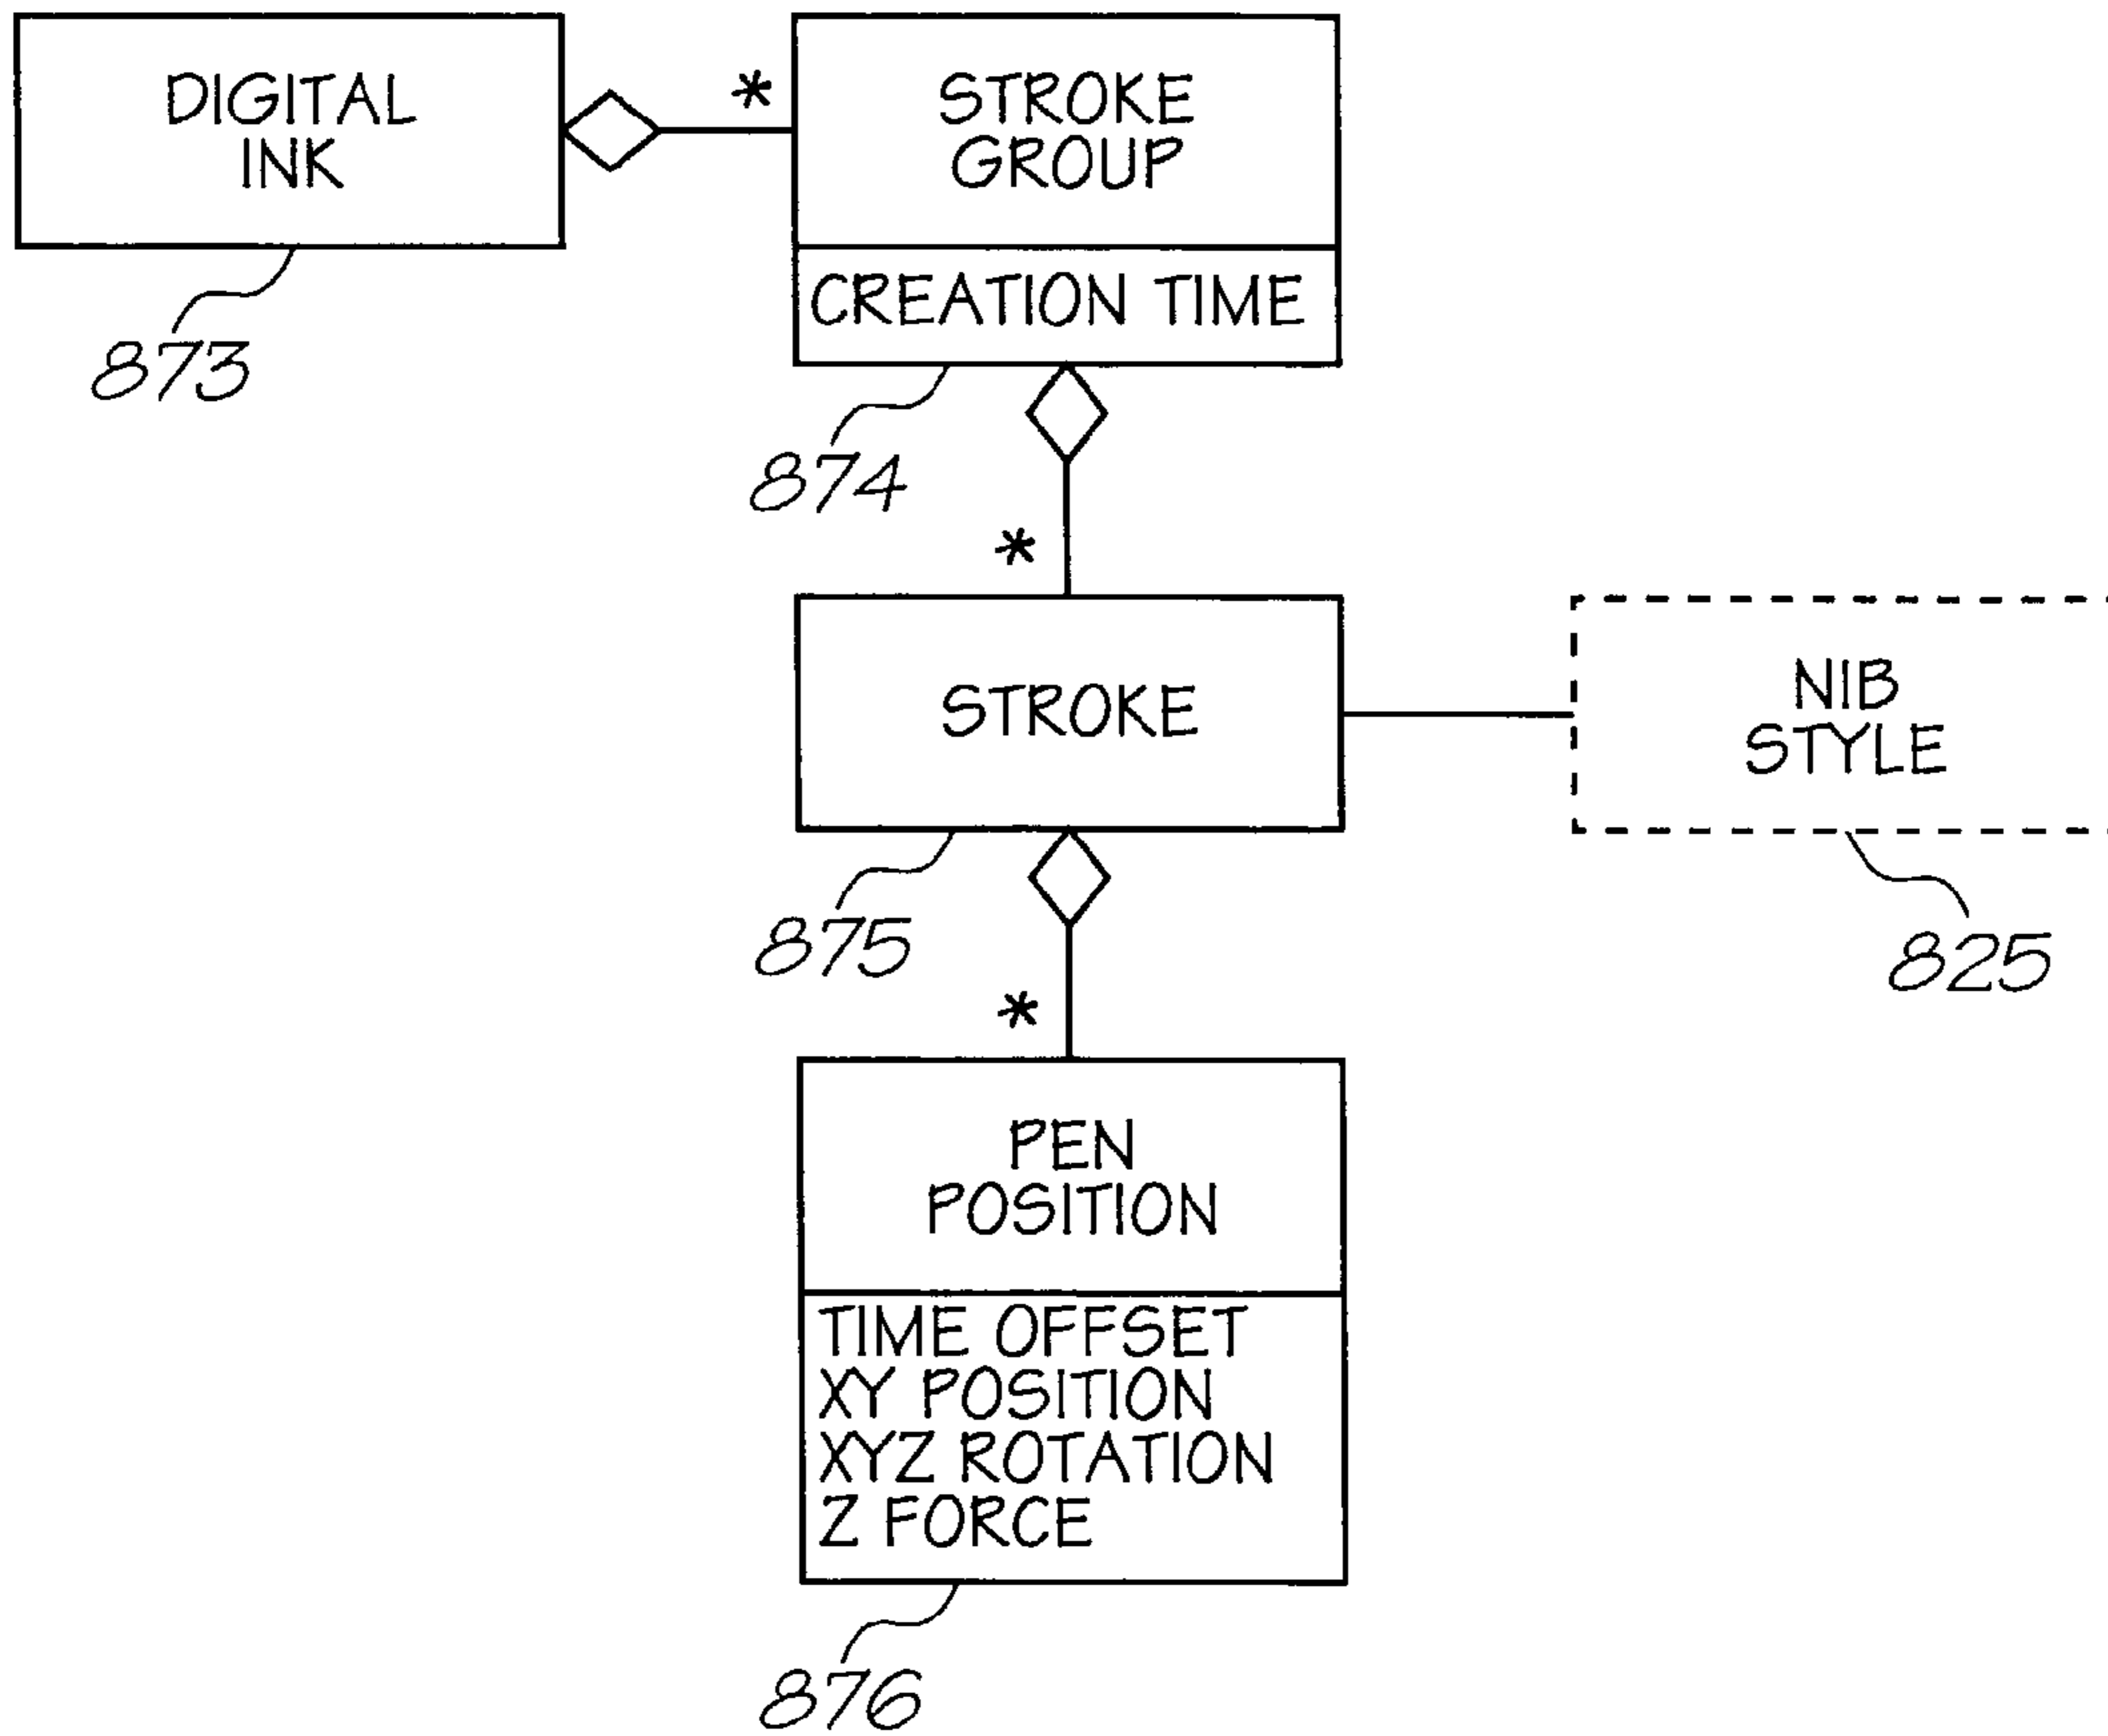 DIGITAL
INK
*
STROKE
GROUP
CREATION TIME
873
874
*
STROKE
NIB
STYLE
875
825
*
PEN
POSITION
TIME OFFSET
XY POSITION
XYZ ROTATION
Z FORCE
876